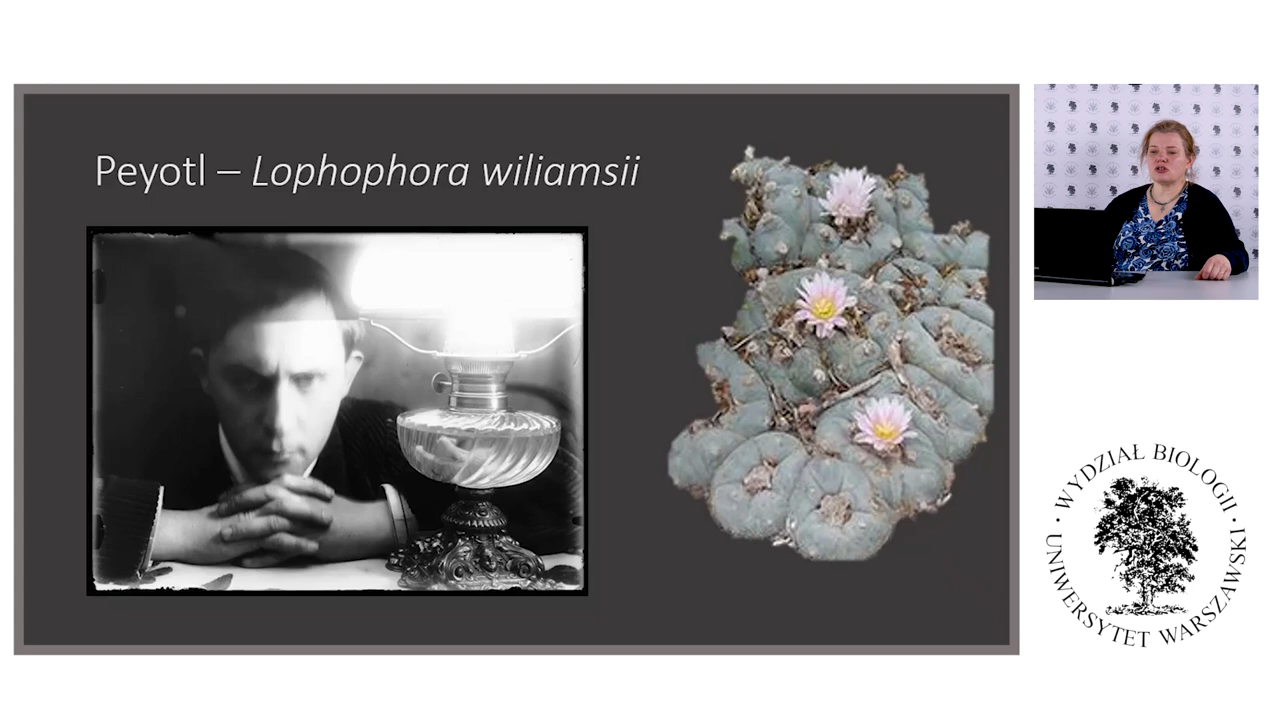 Peyotl – Lophophora wiliamsii
• WYDZIAŁ BIOLOGII •
UNIWERSYTET WARSZAWSKI